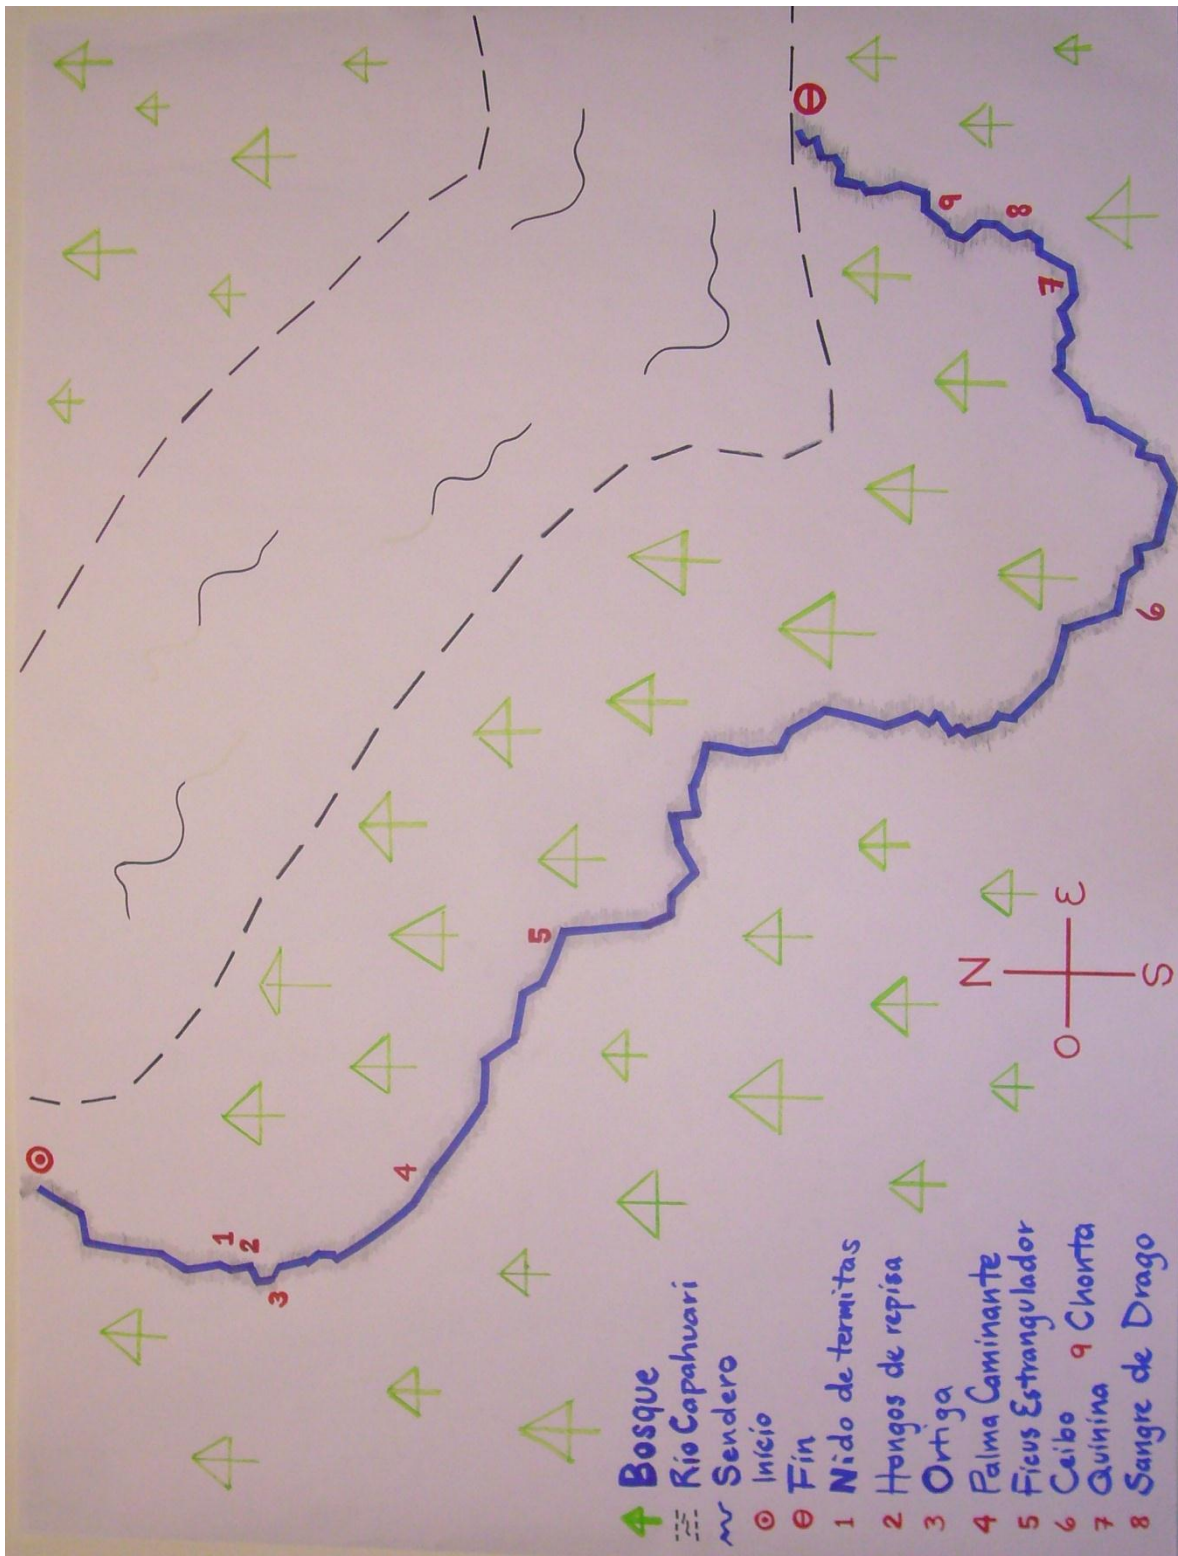 1
2
3
4
5
9
8
7
6
N
O E
S
Bosque
Río Capahuari
Sendero
Inicio
Fin
1 Nido de termitas
2 Hongos de repisa
3 Ortiga
4 Palma Caminante
5 Ficus Estrangulador
6 Ceibo 9 Chonta
7 Quinina
8 Sangre de Drago